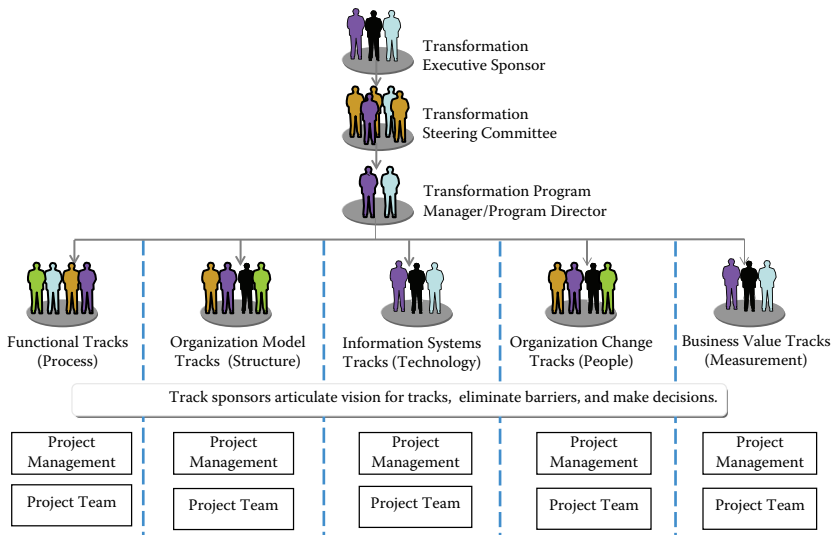 Transformation
Executive Sponsor
Transformation
Steering Committee
Transformation Program
Manager/Program Director
Functional Tracks
(Process)
Organization Model
Tracks (Structure)
Information Systems
Tracks (Technology)
Organization Change
Tracks (People)
Business Value Tracks
(Measurement)
Track sponsors articulate vision for tracks, eliminate barriers, and make decisions.
Project
Management
Project
Management
Project
Management
Project
Management
Project
Management
Project Team
Project Team
Project Team
Project Team
Project Team